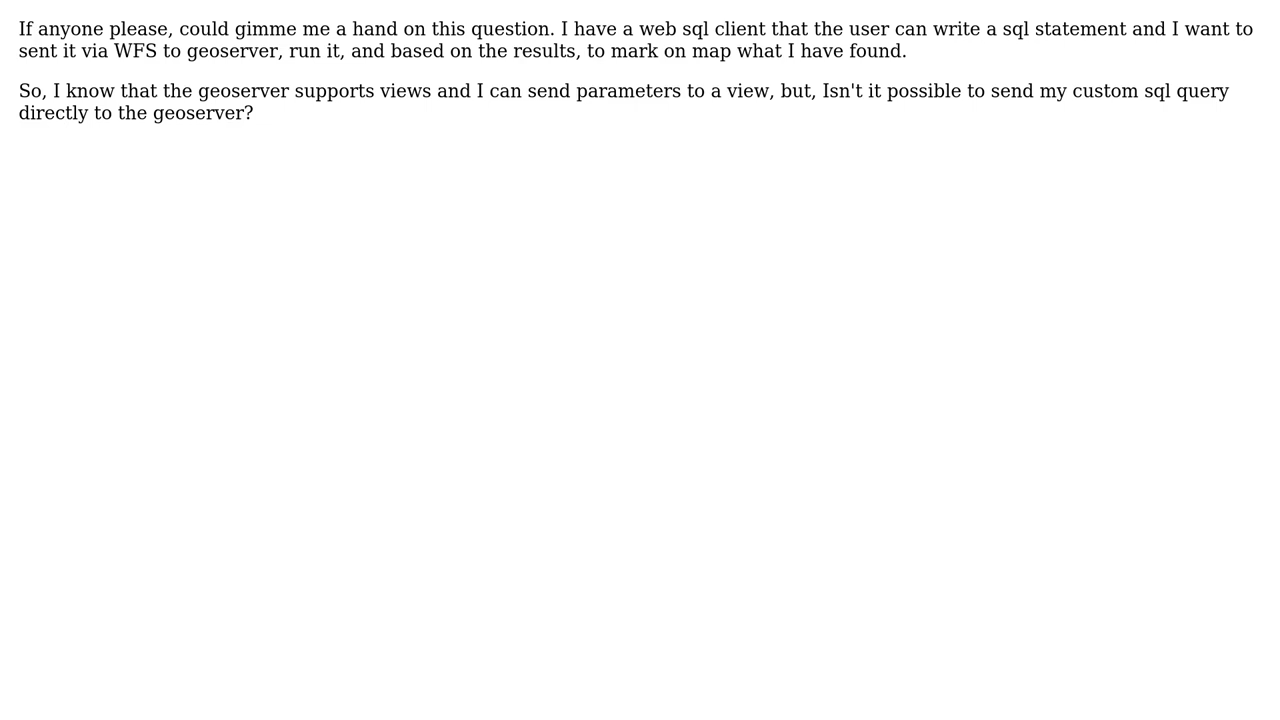 If anyone please, could gimme me a hand on this question. I have a web sql client that the user can write a sql statement and I want to
sent it via WFS to geoserver, run it, and based on the results, to mark on map what I have found.
So, I know that the geoserver supports views and I can send parameters to a view, but, Isn't it possible to send my custom sql query
directly to the geoserver?